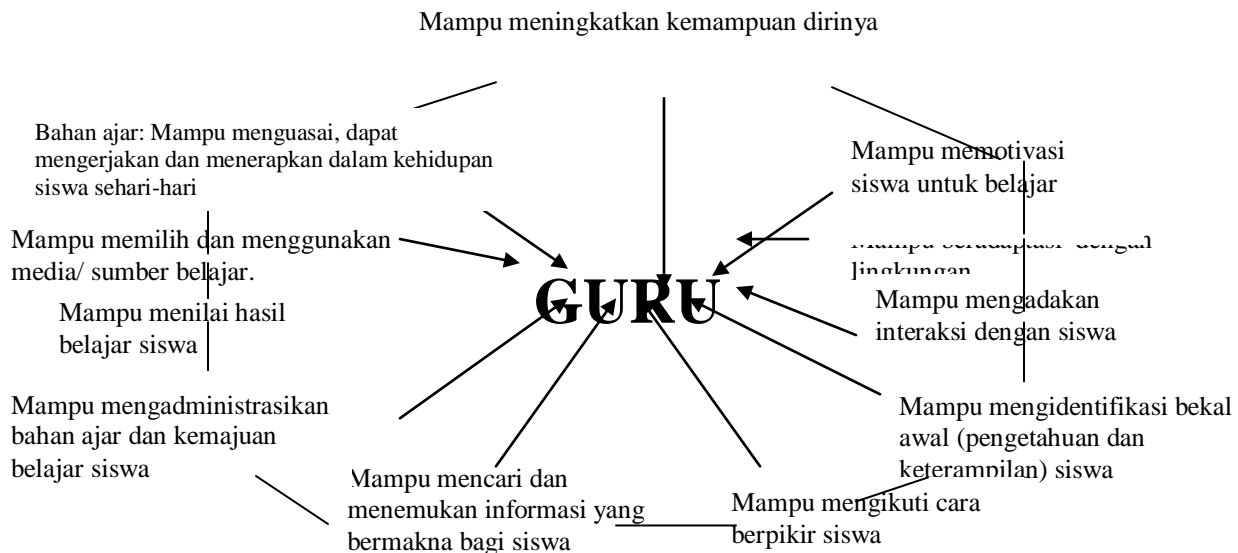 Mampu meningkatkan kemampuan dirinya
Bahan ajar: Mampu menguasai, dapat
mengerjakan dan menerapkan dalam kehidupan
siswa sehari-hari
Mampu memotivasi
siswa untuk belajar
Mampu memilih dan menggunakan
media/ sumber belajar.
Mampu beradaptasi dengan
lingkungan
GURU
Mampu menilai hasil
belajar siswa
Mampu mengadakan
interaksi dengan siswa
Mampu mengadministrasikan
bahan ajar dan kemajuan
belajar siswa
Mampu mengidentifikasi bekal
awal (pengetahuan dan
keterampilan) siswa
Mampu mencari dan
menemukan informasi yang
bermakna bagi siswa
Mampu mengikuti cara
berpikir siswa